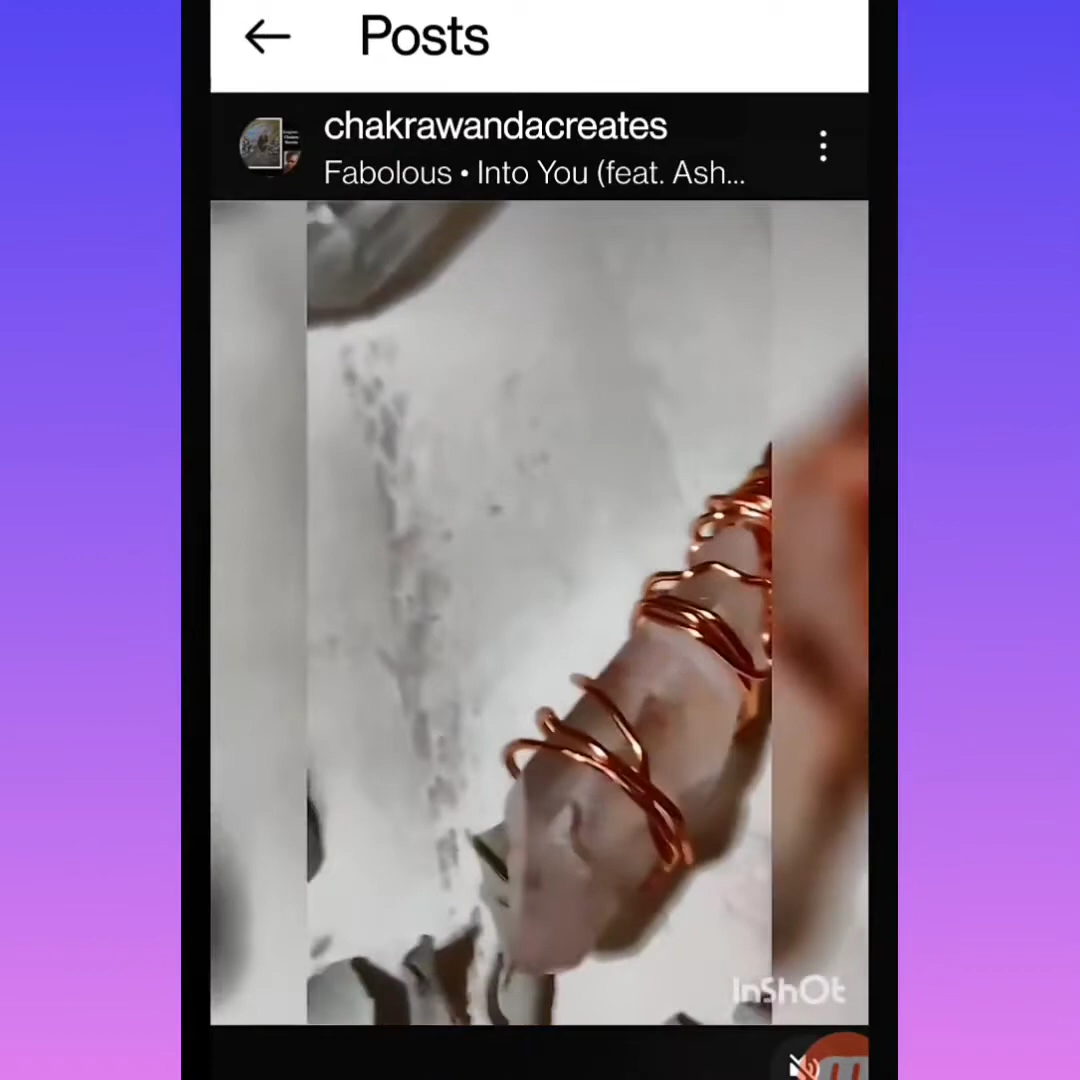 Posts
chakrawandacreates
Fabolous • Into You (feat. Ash...
InShOt